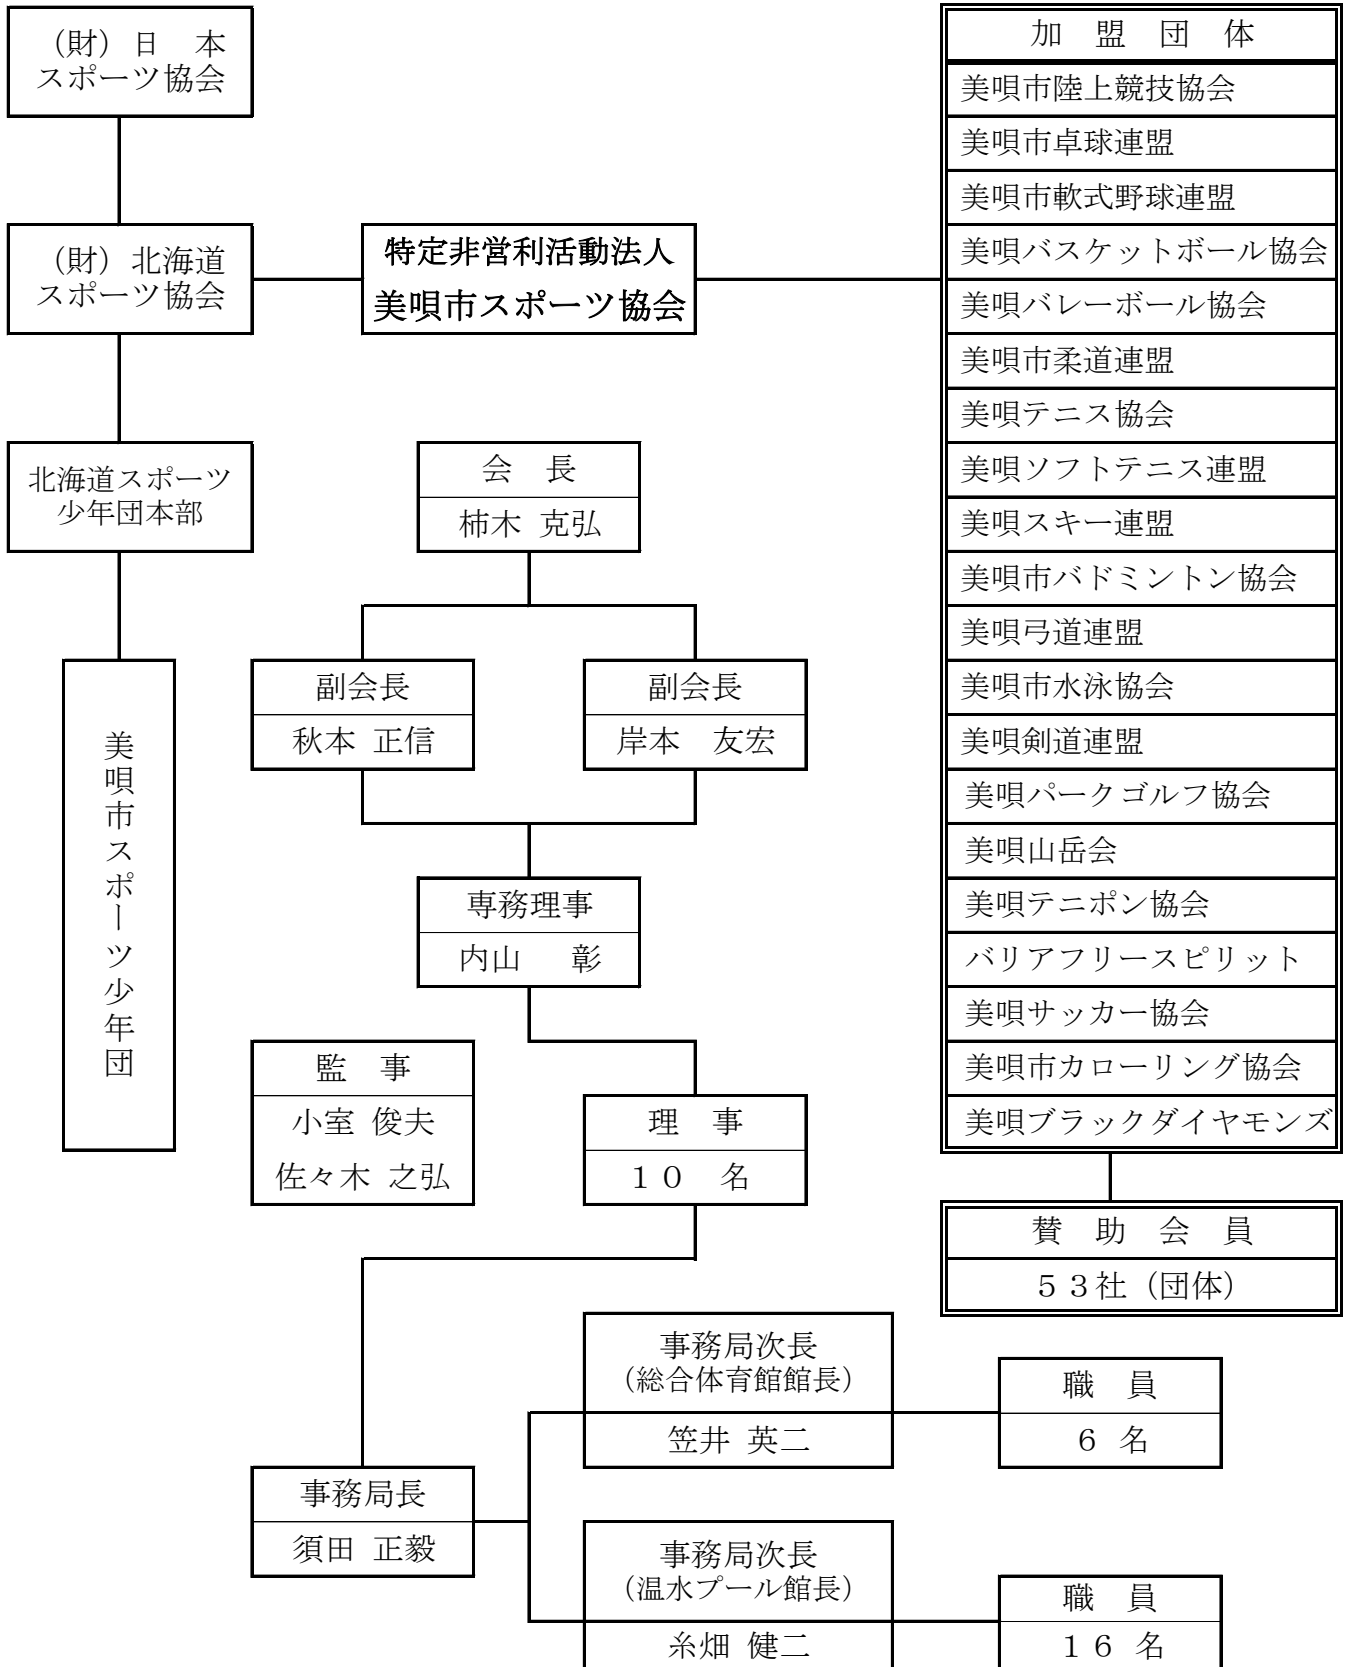 (財) 日　本
スポーツ協会
(財) 北海道
スポーツ協会
特定非営利活動法人
美唄市スポーツ協会
北海道スポーツ
少年団本部
美唄市スポーツ少年団
会　長
柿木 克弘
副会長
秋本 正信
副会長
岸本　友宏
専務理事
内山　彰
監　事
小室 俊夫
佐々木 之弘
理　事
１０　名
事務局長
須田 正毅
事務局次長
(総合体育館館長)
笠井 英二
職　員
６ 名
事務局次長
(温水プール館長)
糸畑 健二
職　員
１６ 名
加　盟　団　体
美唄市陸上競技協会
美唄市卓球連盟
美唄市軟式野球連盟
美唄バスケットボール協会
美唄バレーボール協会
美唄市柔道連盟
美唄テニス協会
美唄ソフトテニス連盟
美唄スキー連盟
美唄市バドミントン協会
美唄弓道連盟
美唄市水泳協会
美唄剣道連盟
美唄パークゴルフ協会
美唄山岳会
美唄テニポン協会
バリアフリースピリット
美唄サッカー協会
美唄市カローリング協会
美唄ブラックダイヤモンズ
賛　助　会　員
５３社 (団体)